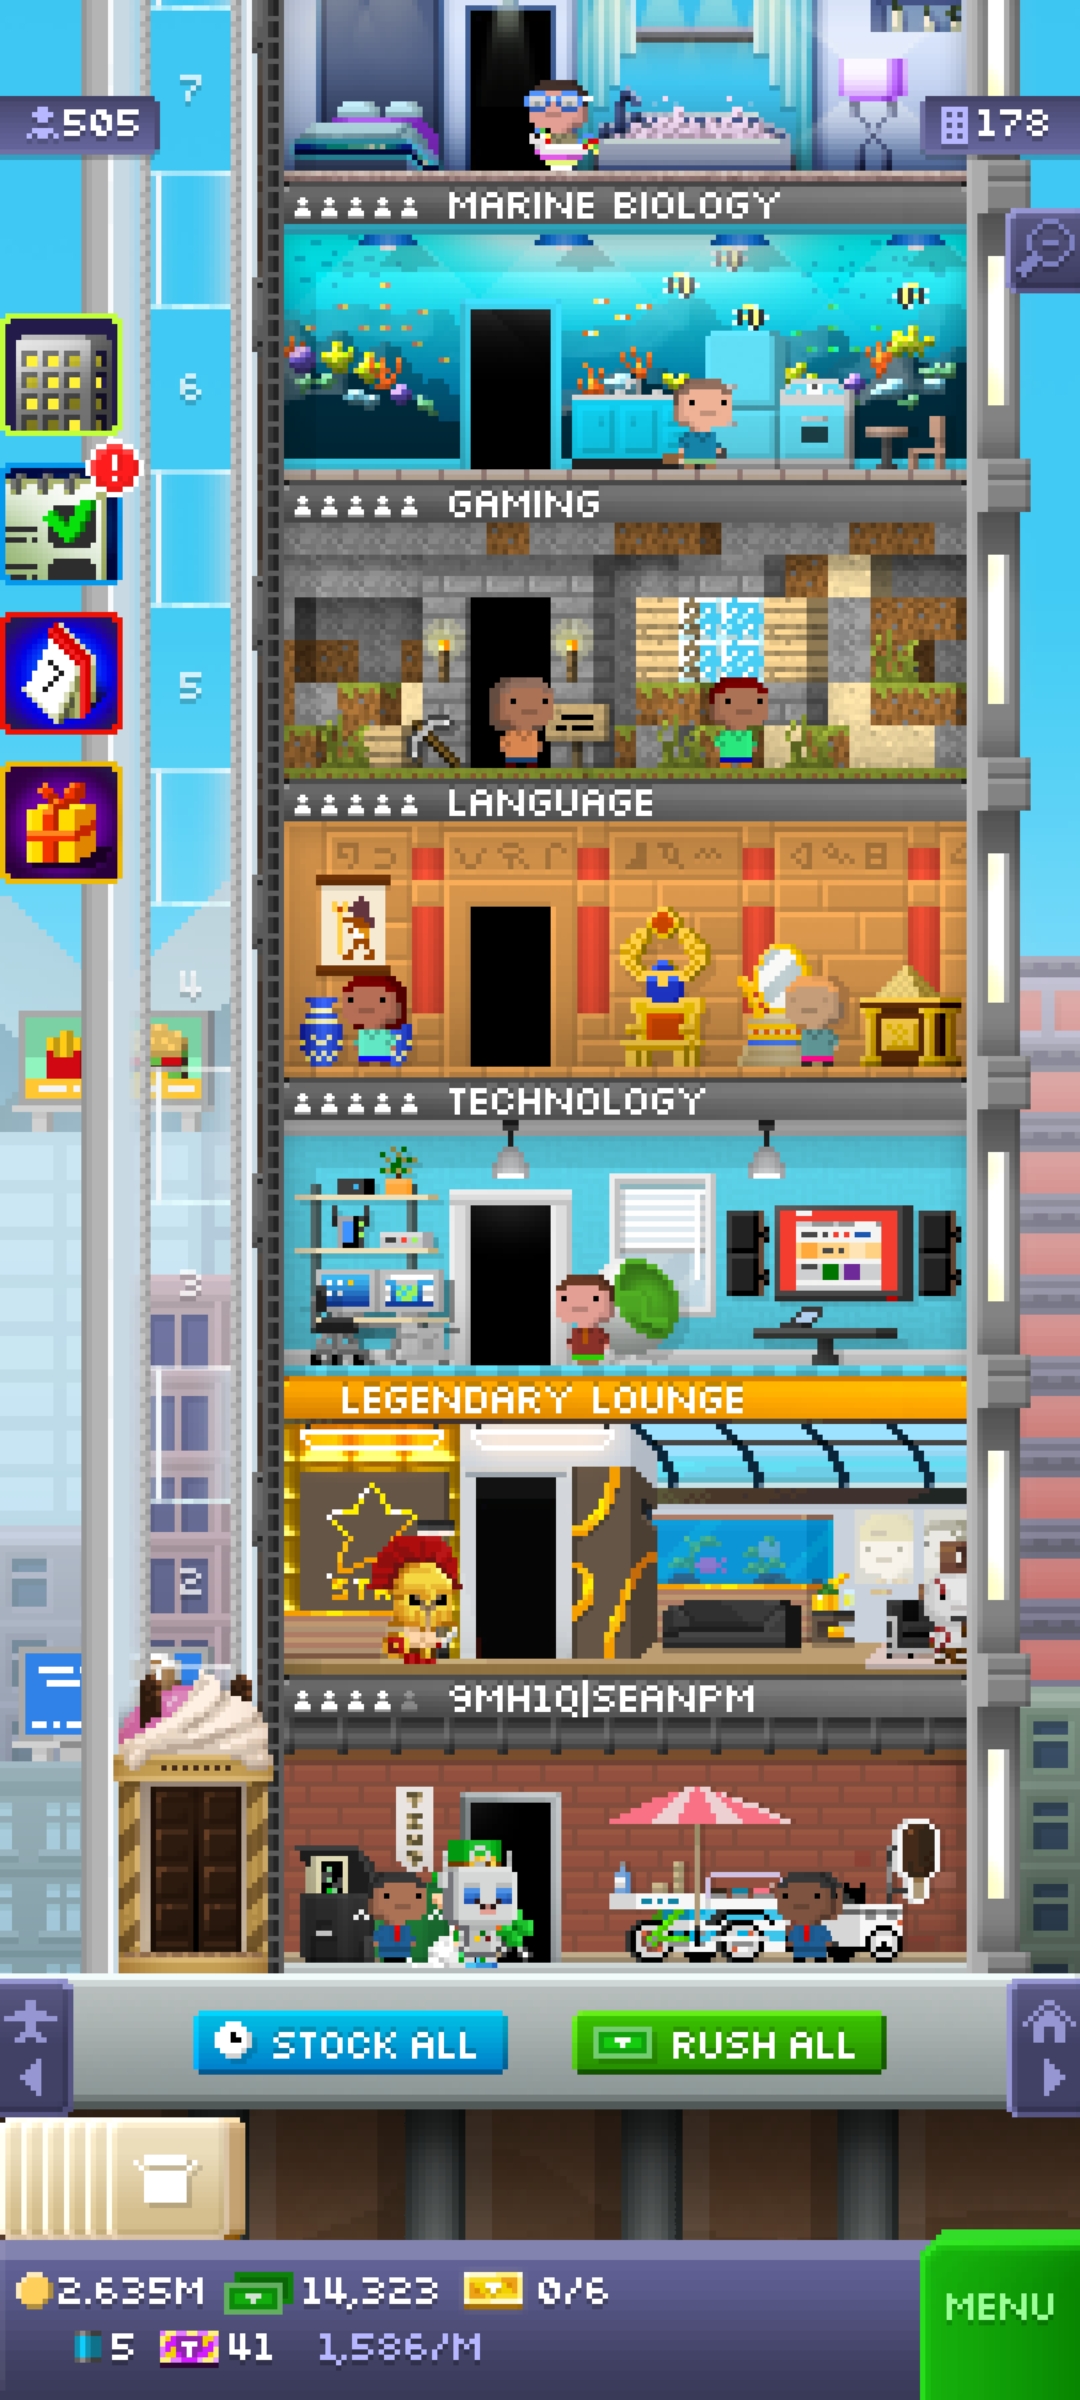 7
505
178
MARINE BIOLOGY
6
GAMING
5
LANGUAGE
4
TECHNOLOGY
3
LEGENDARY LOUNGE
2
9MH1Q|SEANPM
STOCK ALL
RUSH ALL
2.635M 14,323 0/6
5 41 1,586/M
MENU